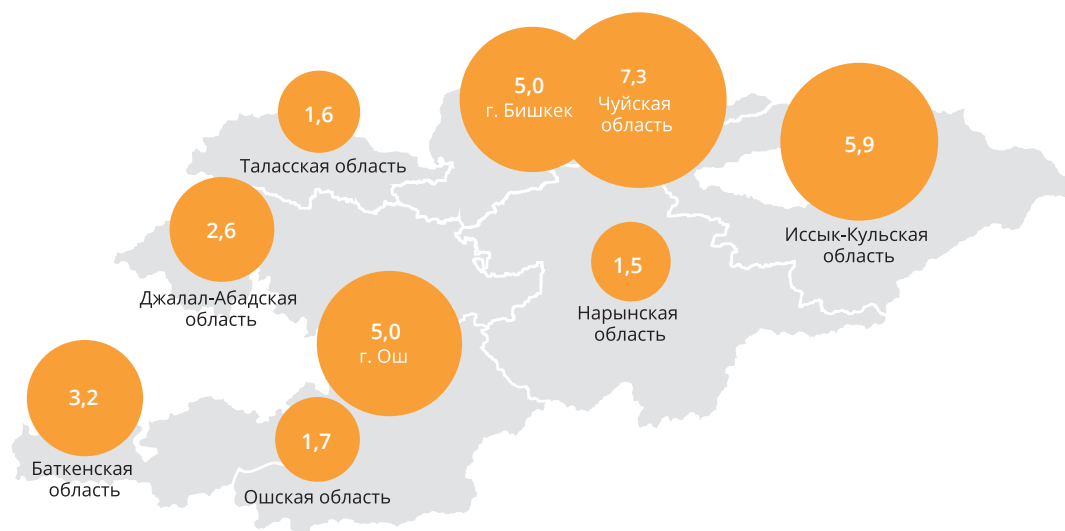 5,0
г. Бишкек
7,3
Чуйская
область
1,6
Таласская область
5,9
Иссык-Кульская
область
2,6
Джалал-Абадская
область
1,5
Нарынская
область
5,0
г. Ош
3,2
Баткенская
область
1,7
Ошская область